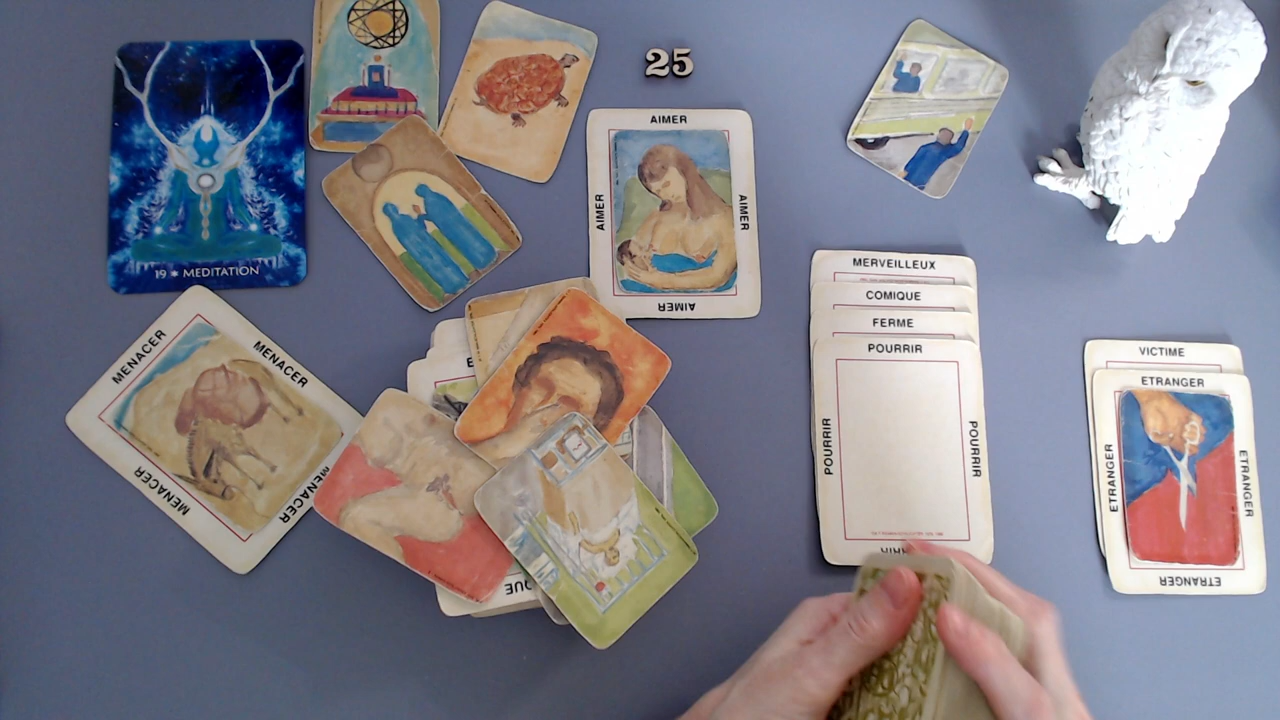 25
19 * MEDITATION
AIMER
AIMER
AIMER
AIMER
MENACER
MENACER
MENACER
MENACER
MERVEILLEUX
COMIQUE
FERME
POURRIR
POURRIR
POURRIR
VICTIME
ETRANGER
ETRANGER
ETRANGER
ETRANGER